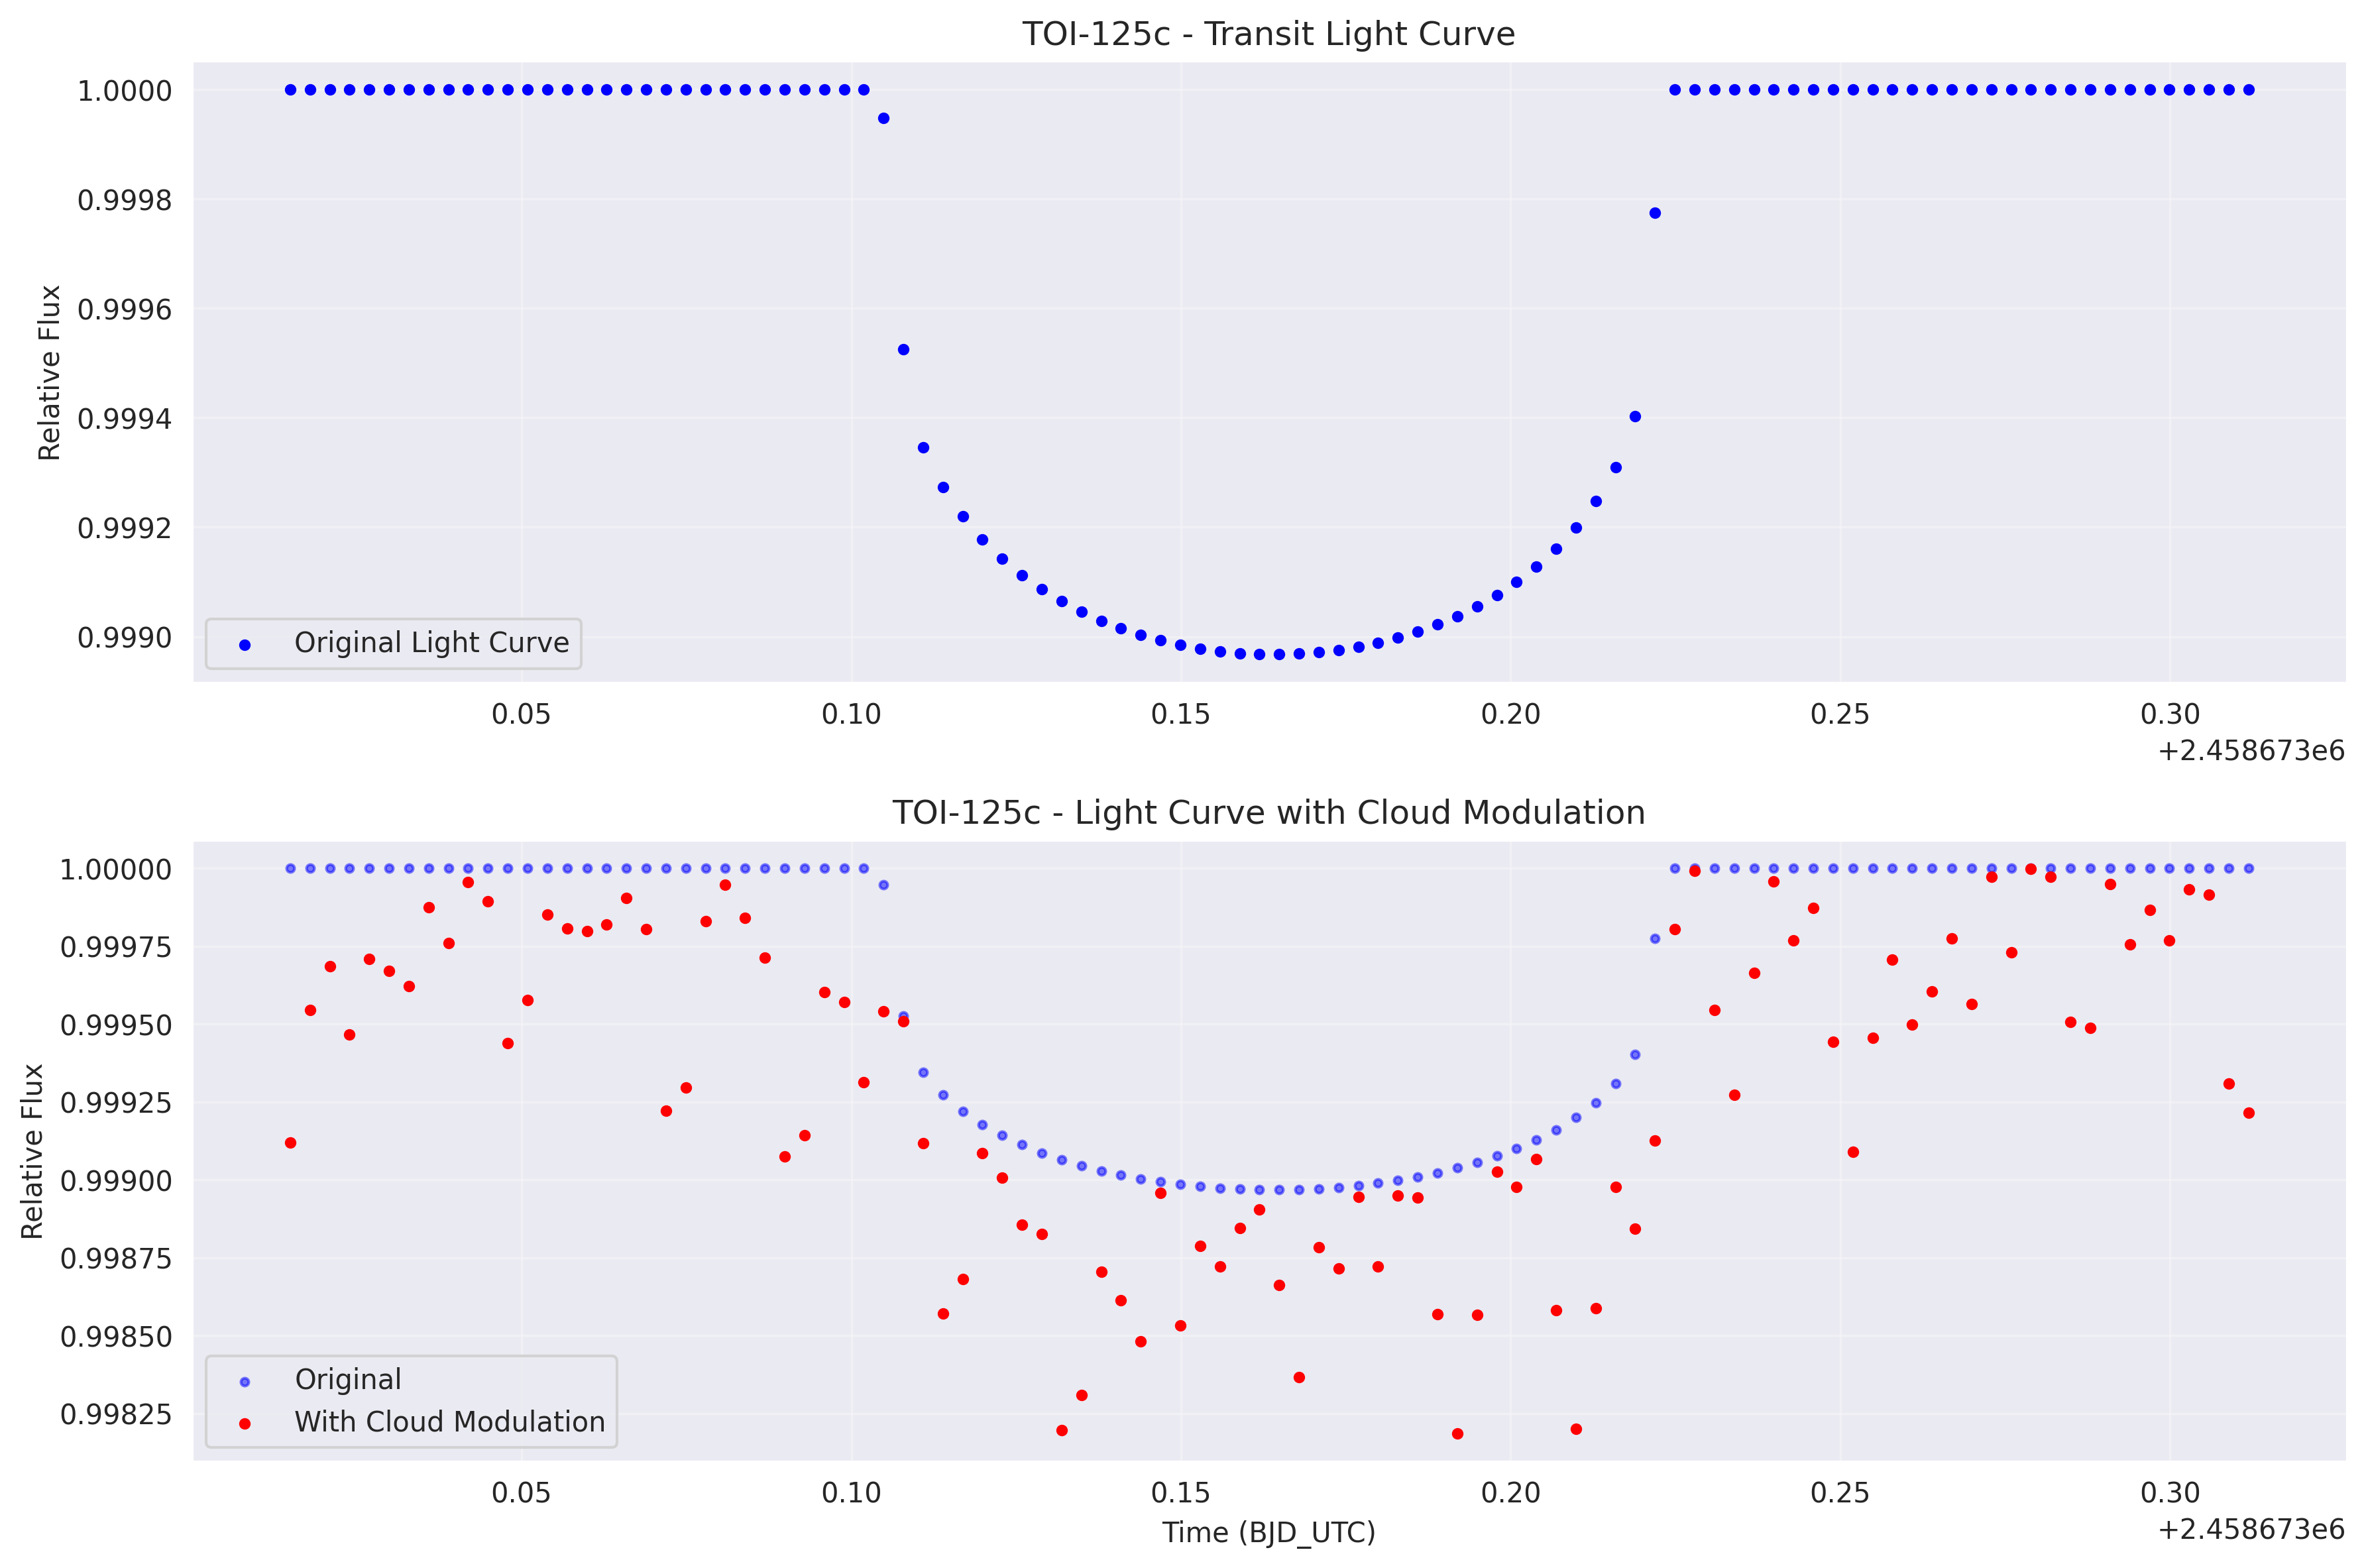 TOI-125c - Transit Light Curve
1.0000
0.9998
0.9996
0.9994
0.9992
0.9990
Relative Flux
Original Light Curve
0.05 0.10 0.15 0.20 0.25 0.30
+2.458673e6
TOI-125c - Light Curve with Cloud Modulation
1.00000
0.99975
0.99950
0.99925
0.99900
0.99875
0.99850
0.99825
Relative Flux
Original
With Cloud Modulation
0.05 0.10 0.15 0.20 0.25 0.30
+2.458673e6
Time (BJD_UTC)